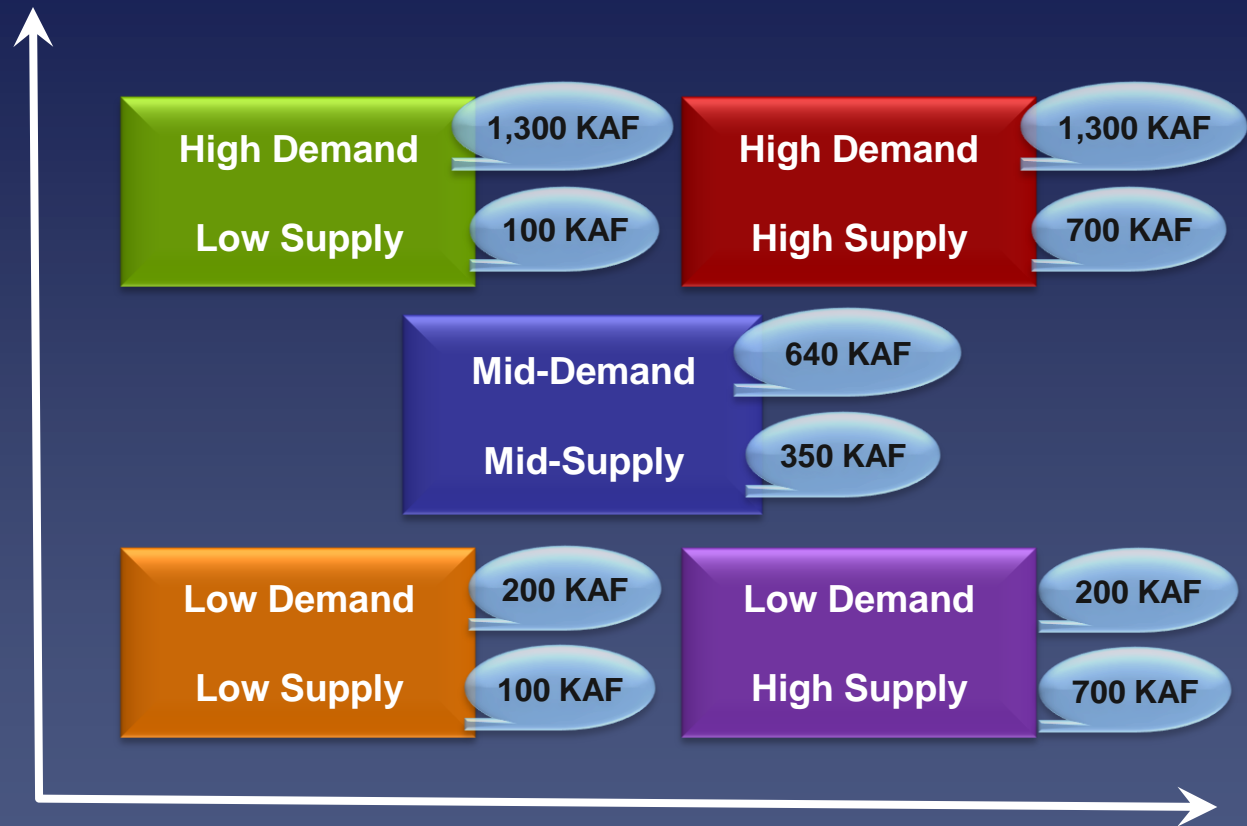 High Demand
1,300 KAF
Low Supply
100 KAF
High Demand
1,300 KAF
High Supply
700 KAF
Mid-Demand
640 KAF
Mid-Supply
350 KAF
Low Demand
200 KAF
Low Supply
100 KAF
Low Demand
200 KAF
High Supply
700 KAF